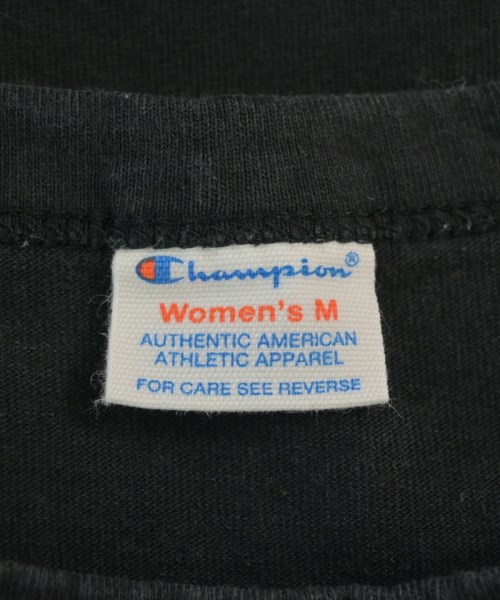 Champion®
Women's M
AUTHENTIC AMERICAN
ATHLETIC APPAREL
FOR CARE SEE REVERSE